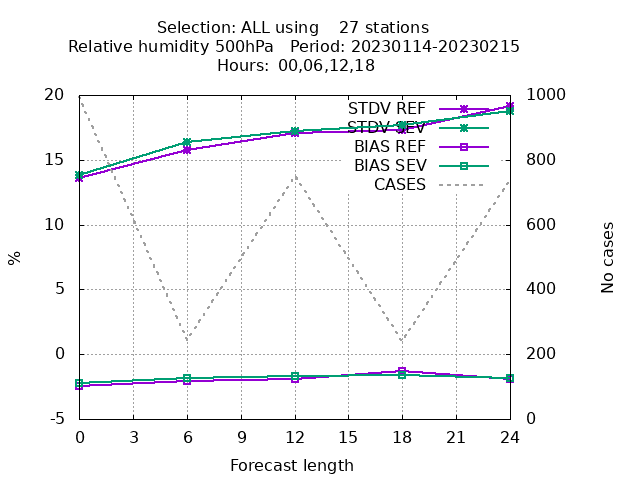 Selection: ALL using    27 stations
Relative humidity 500hPa   Period: 20230114-20230215
Hours:  00,06,12,18
STDV REF
STDV SEV
BIAS REF
BIAS SEV
CASES
20
15
10
5
0
-5
%
1000
800
600
400
200
0
No cases
0 3 6 9 12 15 18 21 24
Forecast length